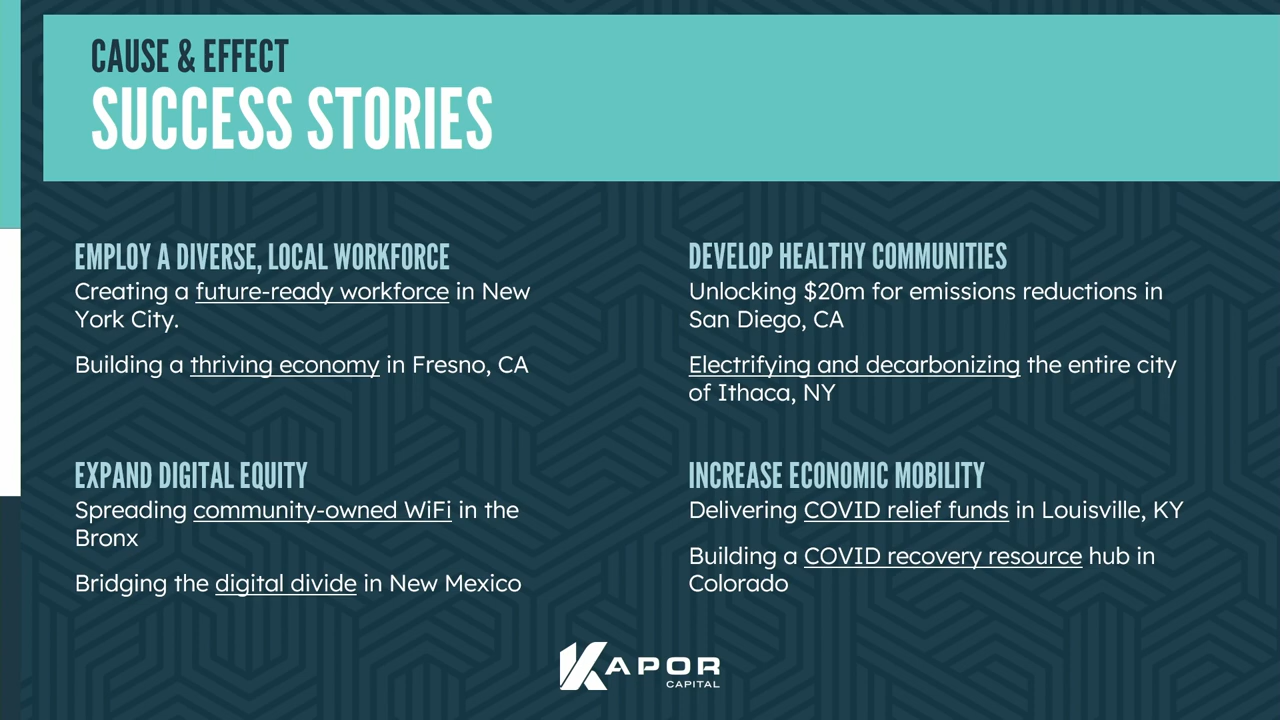 CAUSE & EFFECT
SUCCESS STORIES
EMPLOY A DIVERSE, LOCAL WORKFORCE
Creating a future-ready workforce in New
York City.
Building a thriving economy in Fresno, CA
DEVELOP HEALTHY COMMUNITIES
Unlocking $20m for emissions reductions in
San Diego, CA
Electrifying and decarbonizing the entire city
of Ithaca, NY
EXPAND DIGITAL EQUITY
Spreading community-owned WiFi in the
Bronx
Bridging the digital divide in New Mexico
INCREASE ECONOMIC MOBILITY
Delivering COVID relief funds in Louisville, KY
Building a COVID recovery resource hub in
Colorado
KAPOR
CAPITAL